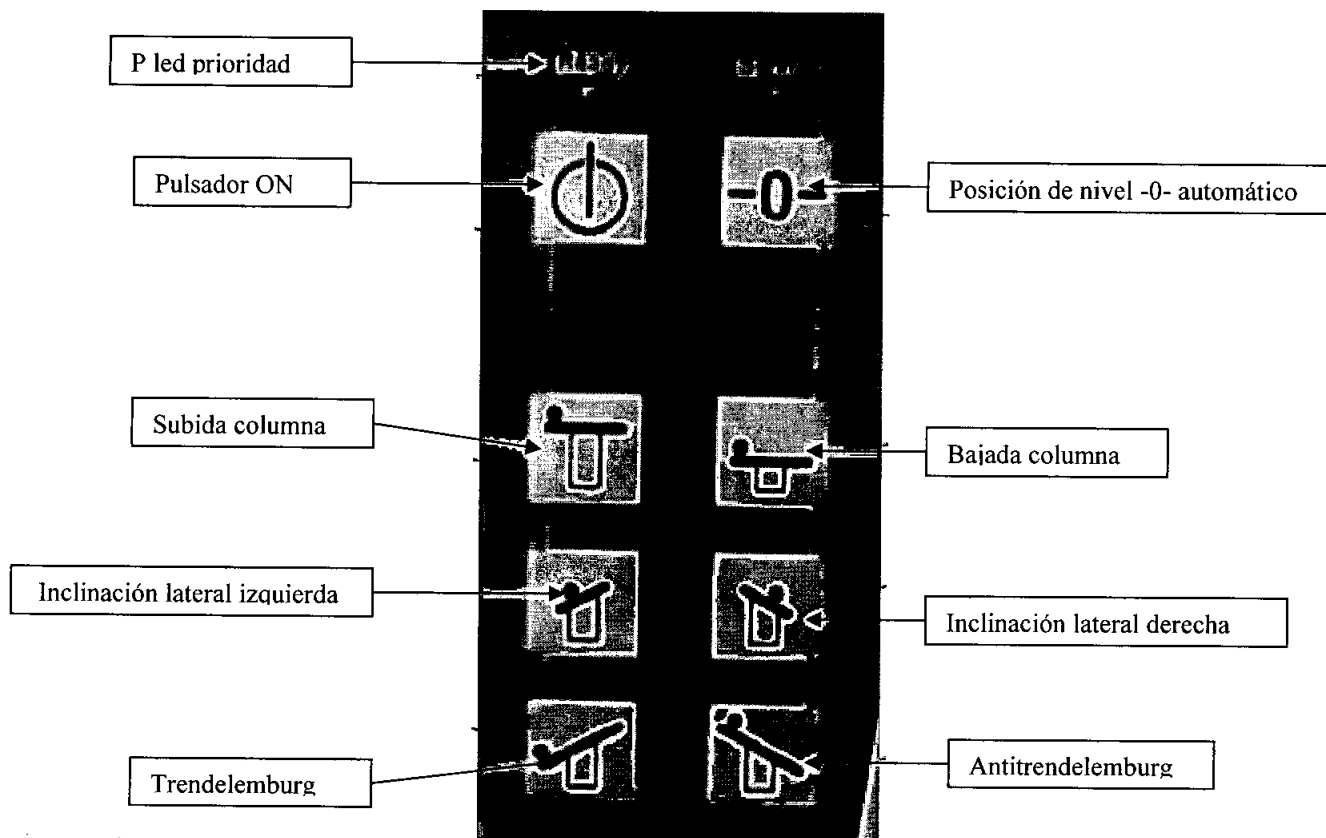 P led prioridad
Pulsador ON
-0-
Posición de nivel -0- automático
Subida columna
Bajada columna
Inclinación lateral izquierda
Inclinación lateral derecha
Trendelemburg
Antitrendelemburg